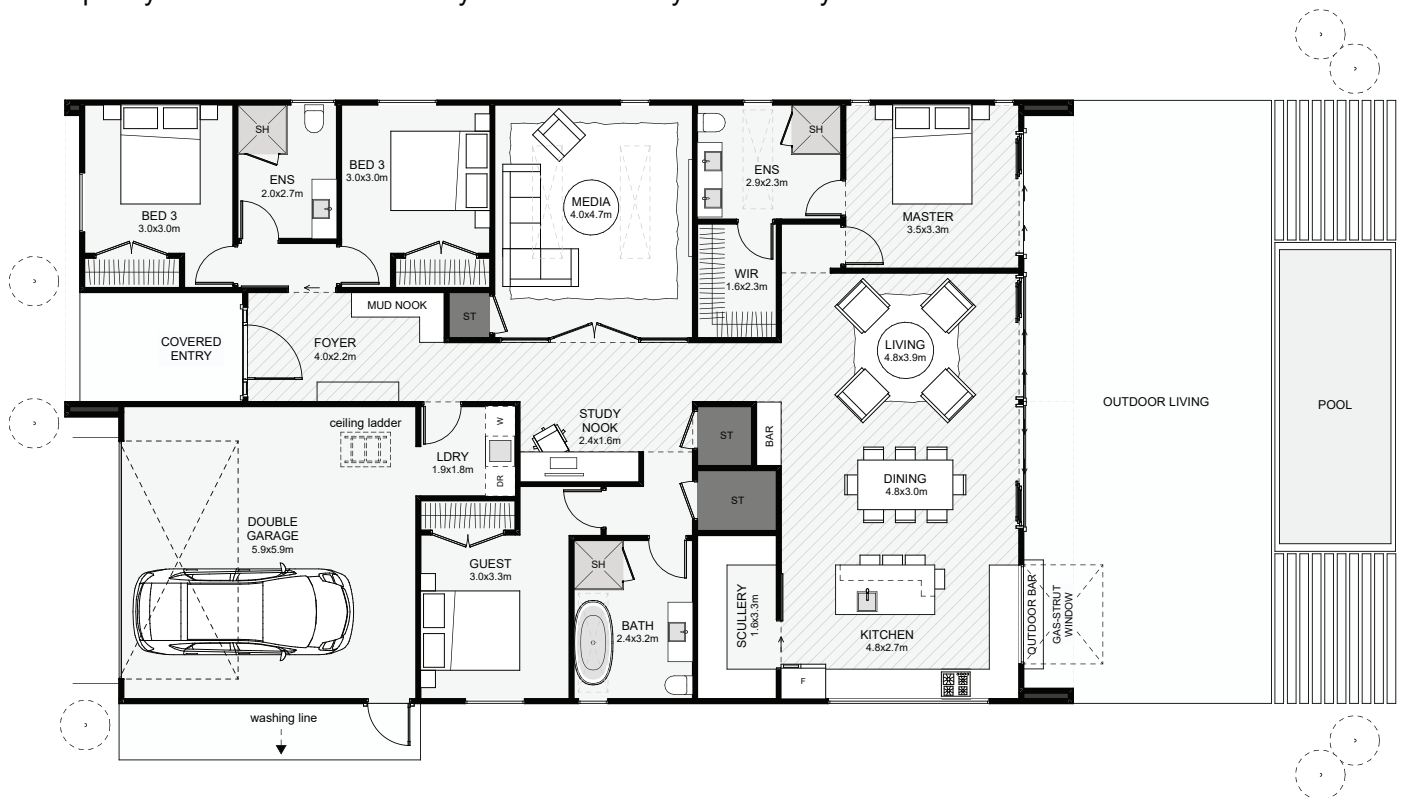 SH
ENS
2.0x2.7m
BED 3
3.0x3.0m
BED 3
3.0x3.0m
MEDIA
4.0x4.7m
ENS
2.9x2.3m
SH
MASTER
3.5x3.3m
WIR
1.6x2.3m
MUD NOOK
ST
COVERED
ENTRY
FOYER
4.0x2.2m
LIVING
4.8x3.9m
OUTDOOR LIVING
POOL
ceiling ladder
STUDY
NOOK
2.4x1.6m
W
LDRY
1.9x1.8m
DR
ST
BAR
ST
DINING
4.8x3.0m
DOUBLE
GARAGE
5.9x5.9m
GUEST
3.0x3.3m
SH
BATH
2.4x3.2m
SCULLERY
1.6x3.3m
KITCHEN
4.8x2.7m
F
OUTDOOR BAR
GAS-STRUT
WINDOW
washing line